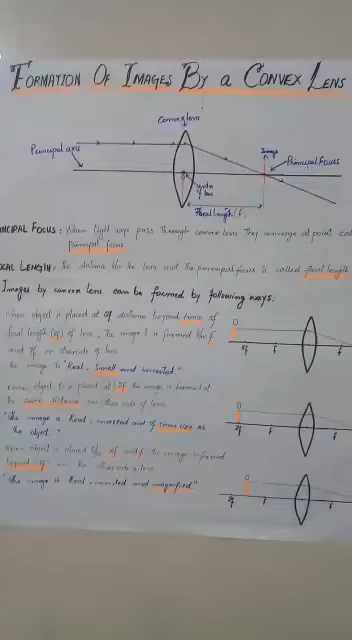 FORMATION OF IMAGES BY A CONVEX LENS
Convex lens
Principal axis
Image
Principal Focus
of lens
Focal length (f)
NCIPAL FOCUS: When light rays pass through convex lens They converge at point cal
principal focus
OCAL LENGTH: The distance b/w the lens and the principal focus is called focal length
Images by convex lens can be formed by following ways:
When object is placed at of distance beyond twice of
focal length (2F) of lens, The image is formed b/w F
and 2f on otherside of lens
the image is "Real, Small and inverted."
O
2f f f
When object is placed at 2F the image is formed at
the same distance on other side of lens
"The image is Real, inverted and of same size as
the object."
O
2f f f
When object is placed b/w 2f and f the image is formed
beyond "2f" on the other side of lens.
"The image is Real, inverted and magnified."
O
2f f f